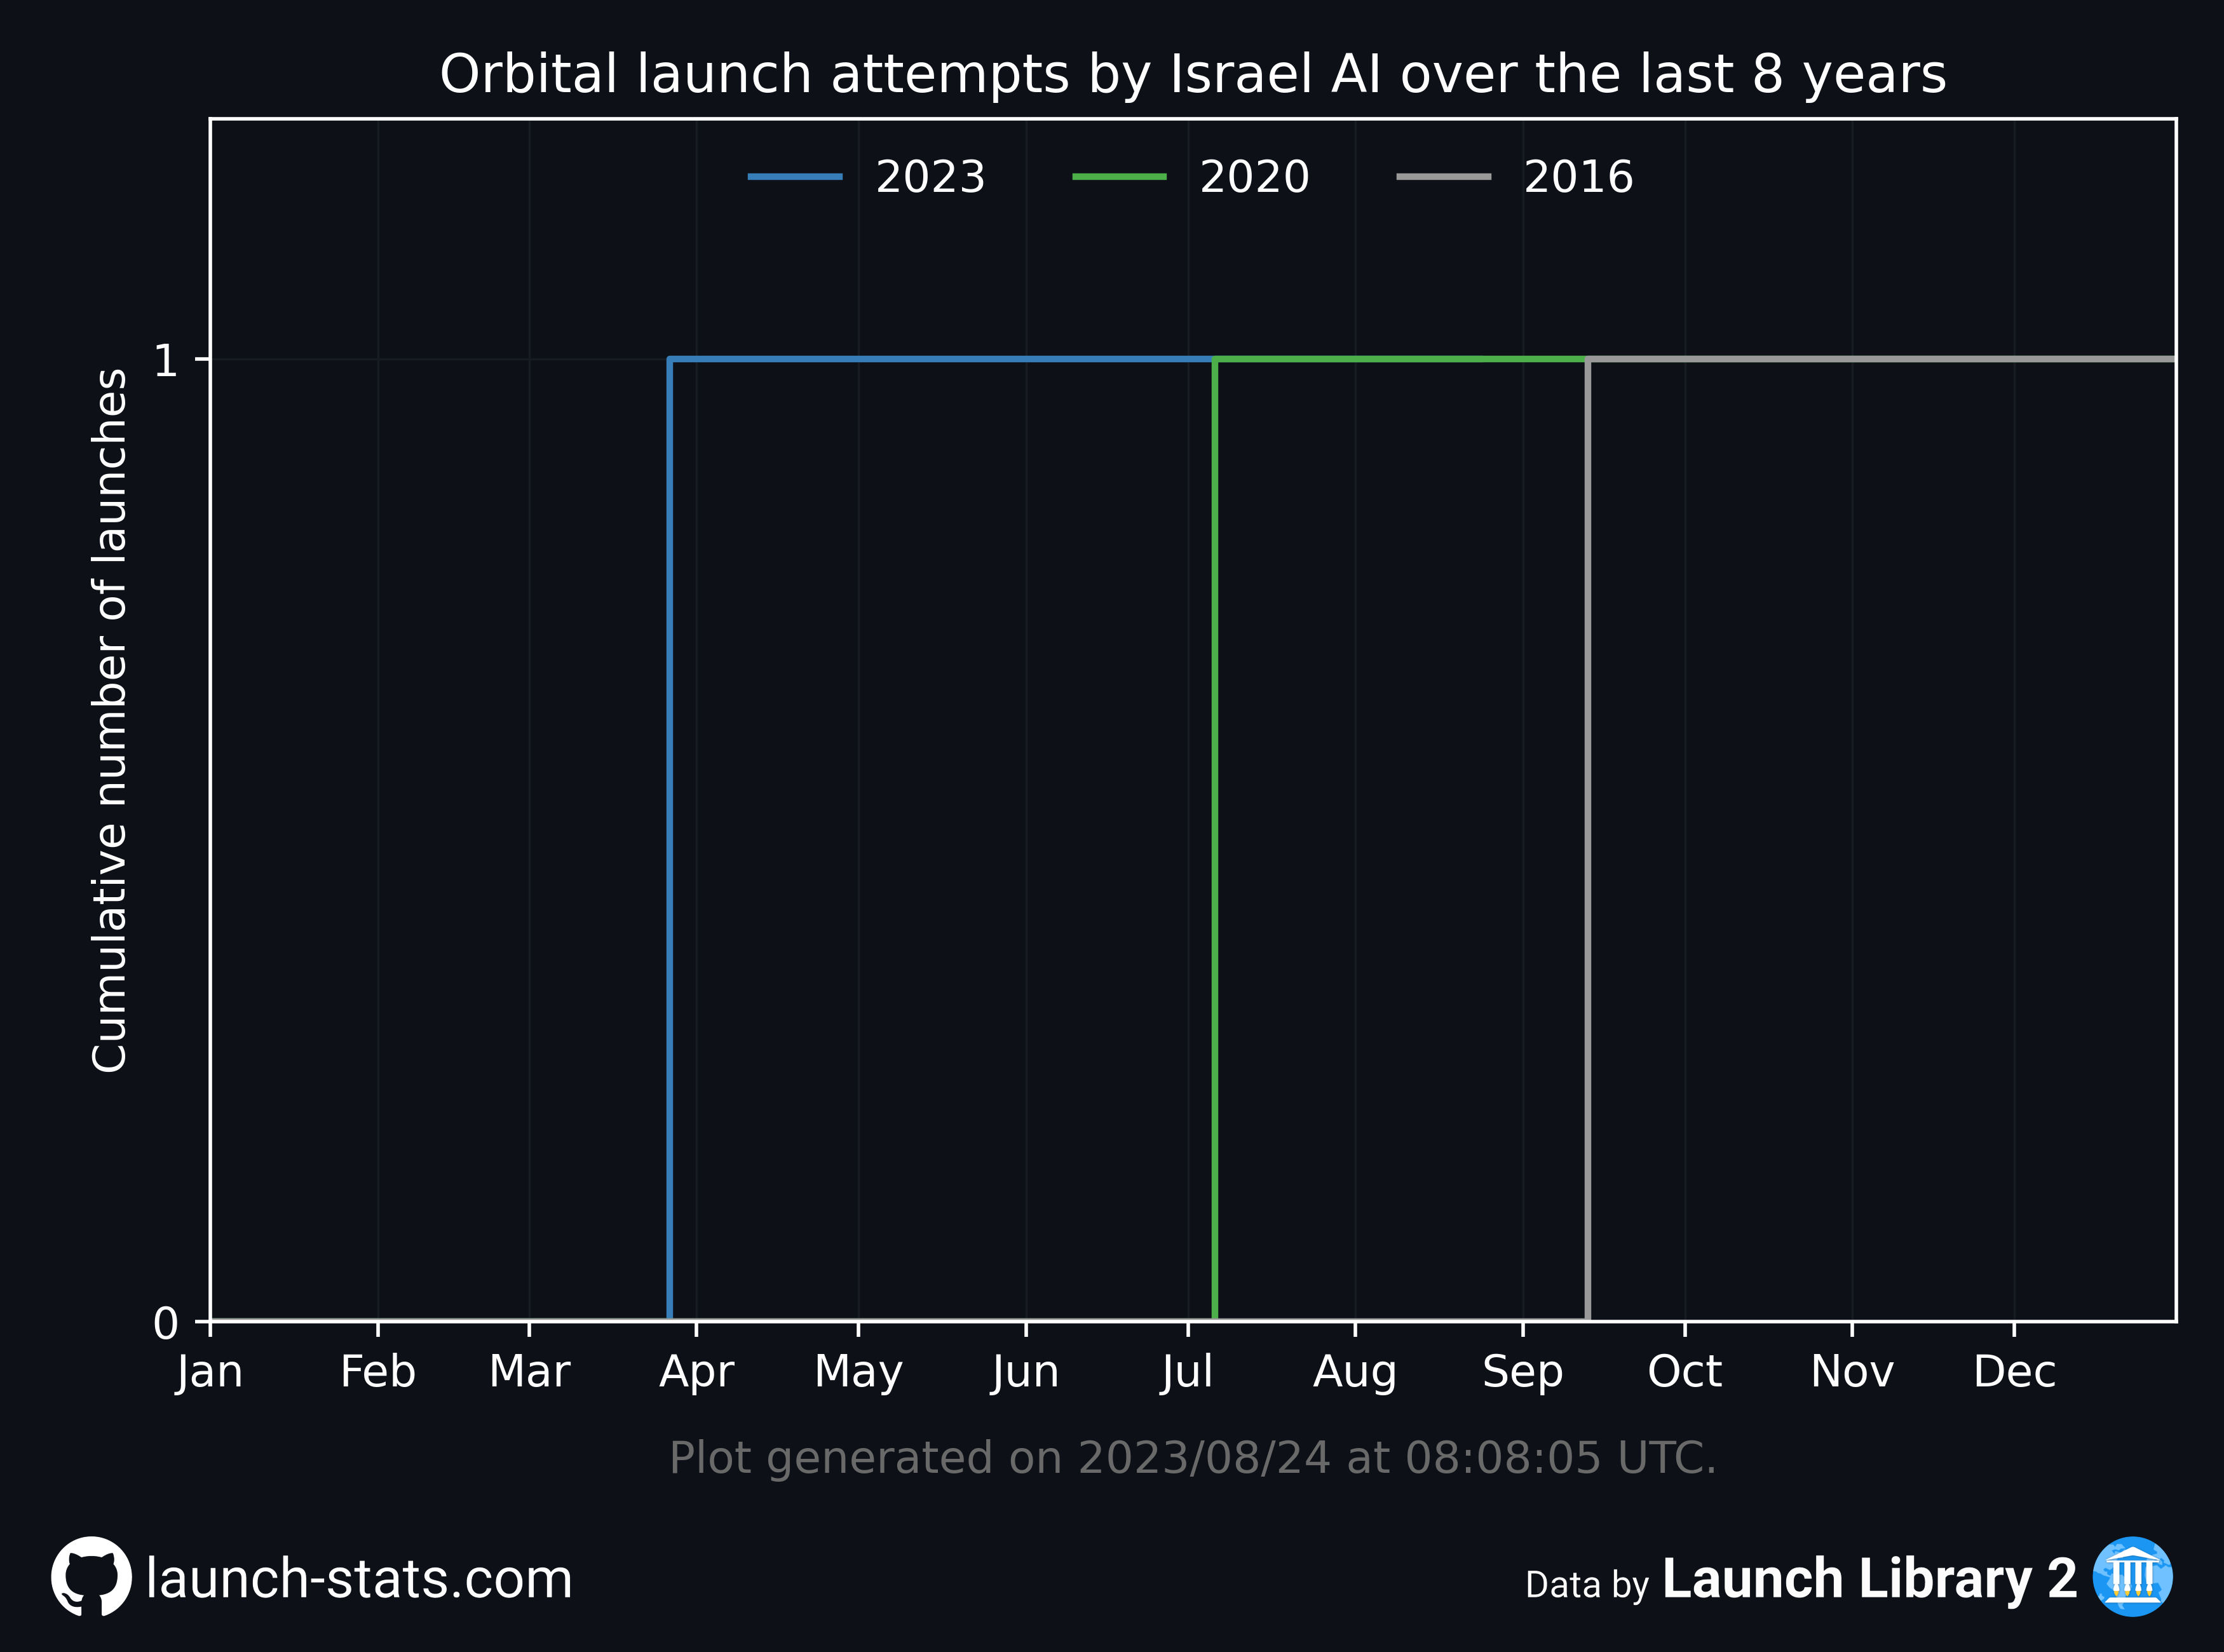 Orbital launch attempts by Israel AI over the last 8 years
2023 2020 2016
Cumulative number of launches
1
0
Jan Feb Mar Apr May Jun Jul Aug Sep Oct Nov Dec
Plot generated on 2023/08/24 at 08:08:05 UTC.
launch-stats.com
Data by Launch Library 2